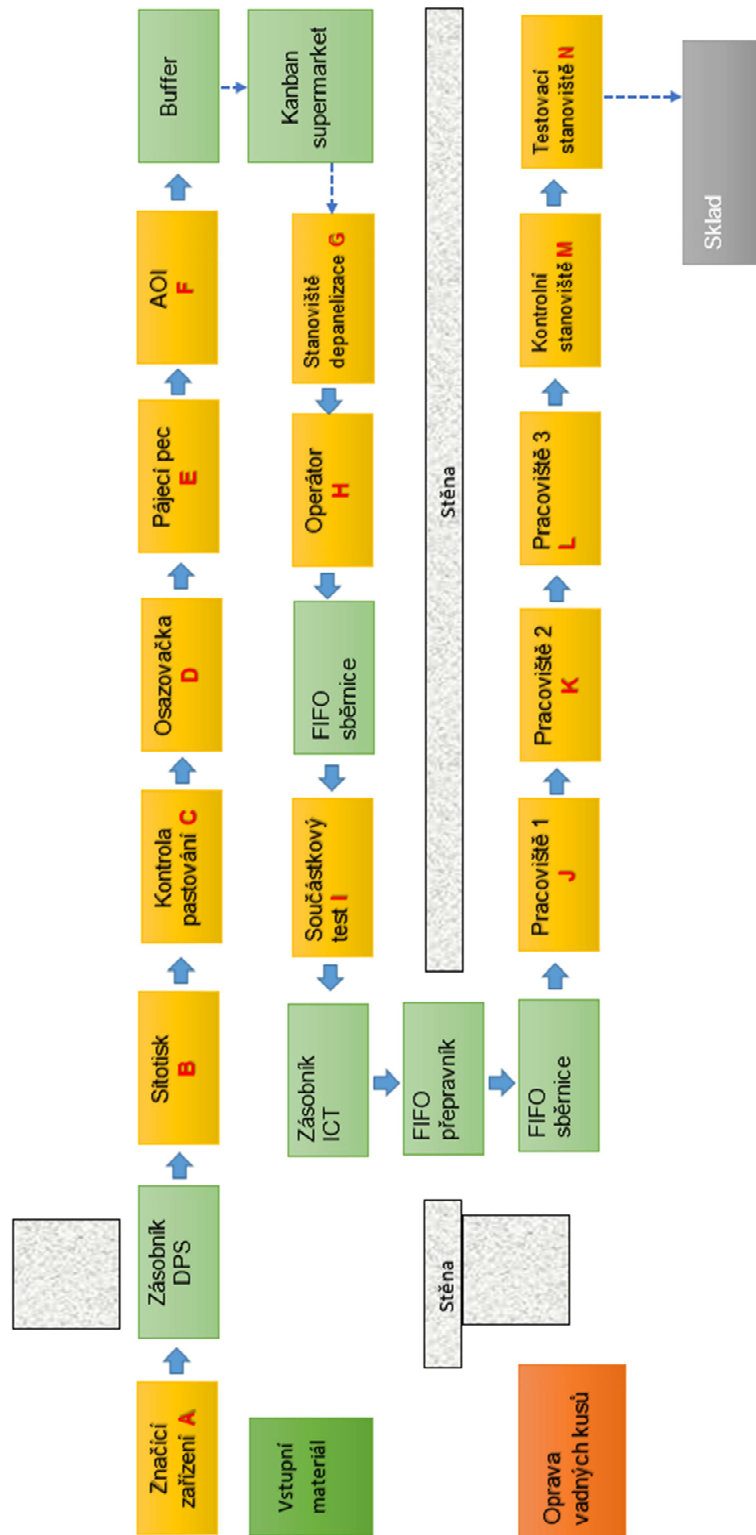 Značicí
zařízení A
Zásobník
DPS
Sítotisk
B
Kontrola
pastování C
Osazovačka
D
Pájecí pec
E
AOI
F
Buffer
Vstupní
materiál
Zásobník
ICT
Součástkový
test I
FIFO
sběrnice
Operátor
H
Stanoviště
depanelizace G
Kanban
supermarket
FIFO
přepravník
Stěna
Stěna
Oprava
vadných kusů
FIFO
sběrnice
Pracoviště 1
J
Pracoviště 2
K
Pracoviště 3
L
Kontrolní
stanoviště M
Testovací
stanoviště N
Sklad